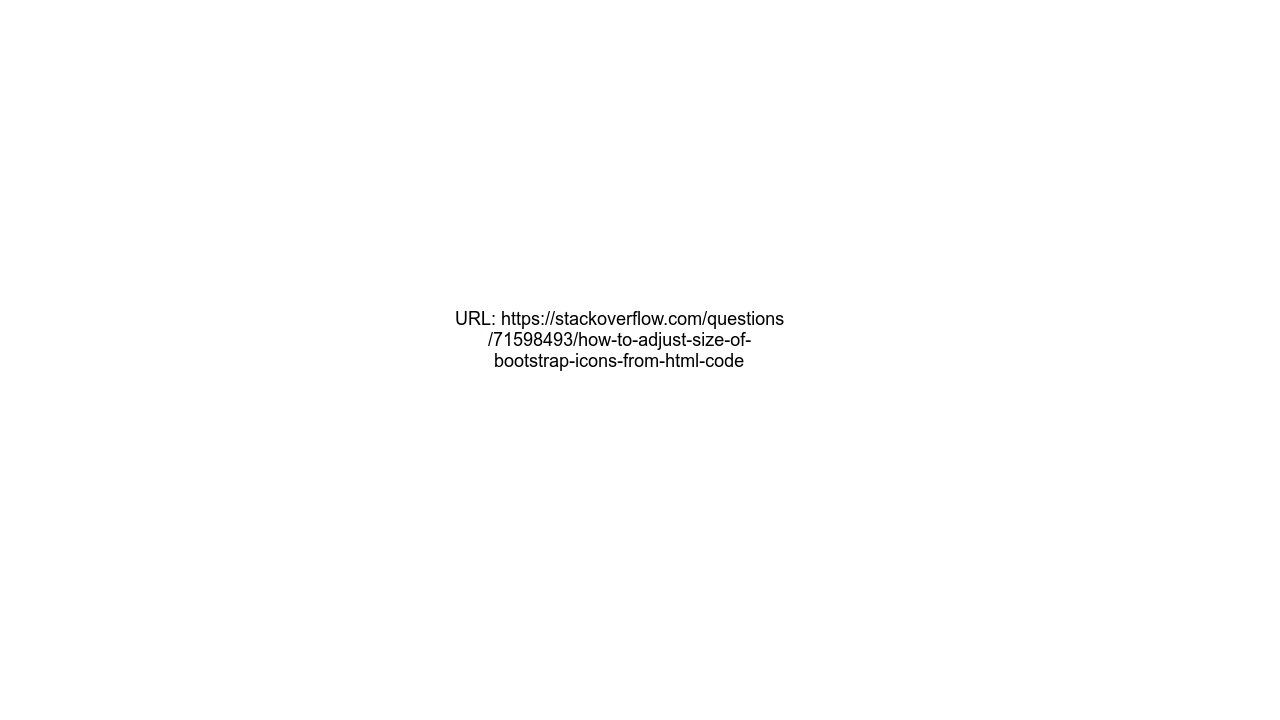 URL: https://stackoverflow.com/questions
/71598493/how-to-adjust-size-of-
bootstrap-icons-from-html-code